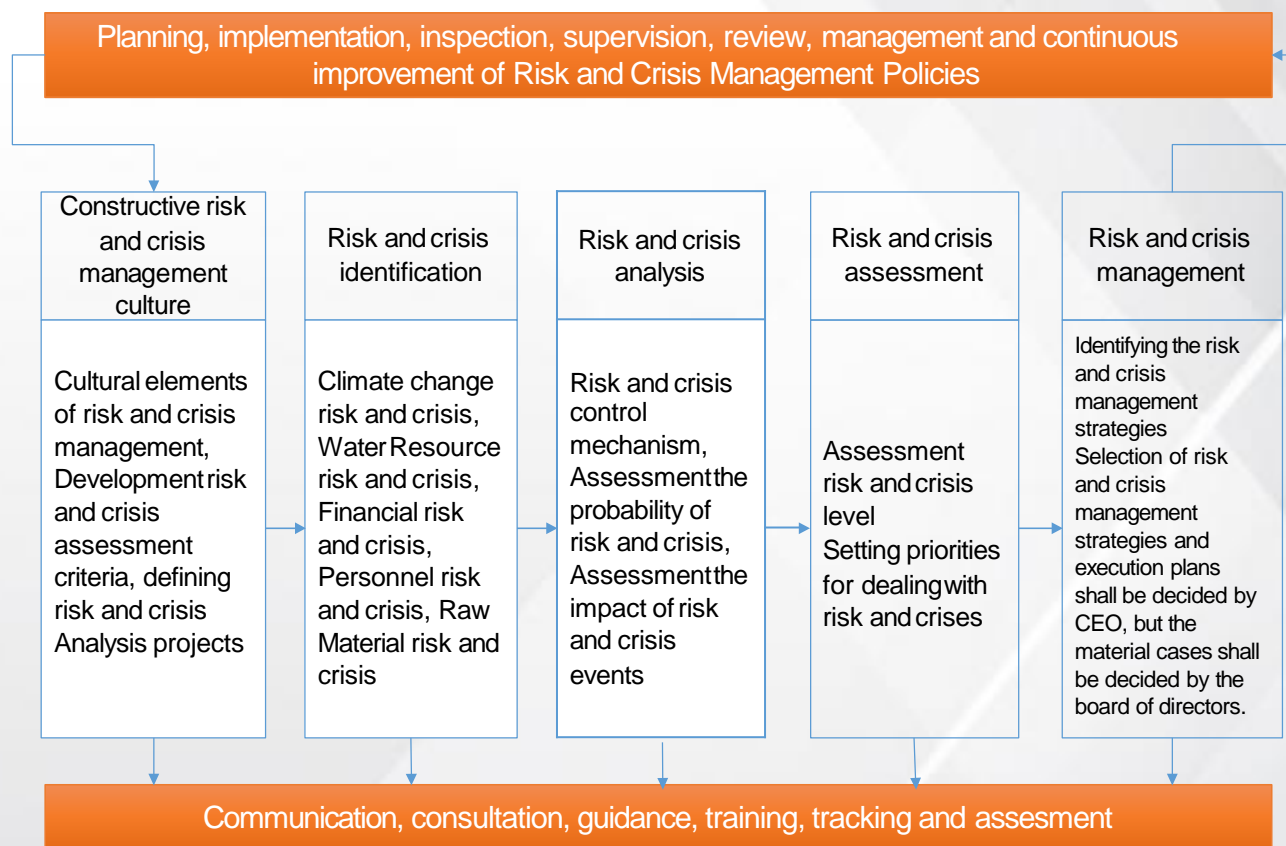 Planning, implementation, inspection, supervision, review, management and continuous
improvement of Risk and Crisis Management Policies
Constructive risk
and crisis
management
culture
Risk and crisis
identification
Risk and crisis
analysis
Risk and crisis
assessment
Risk and crisis
management
Cultural elements
of risk and crisis
management,
Development risk
and crisis
assessment
criteria, defining
risk and crisis
Analysis projects
Climate change
risk and crisis,
Water Resource
risk and crisis,
Financial risk
and crisis,
Personnel risk
and crisis, Raw
Material risk and
crisis
Risk and crisis
control
mechanism,
Assessment the
probability of
risk and crisis,
Assessment the
impact of risk
and crisis
events
Assessment
risk and crisis
level
Setting priorities
for dealing with
risk and crises
Identifying the risk
and crisis
management
strategies
Selection of risk
and crisis
management
strategies and
execution plans
shall be decided by
CEO, but the
material cases shall
be decided by the
board of directors.
Communication, consultation, guidance, training, tracking and assesment